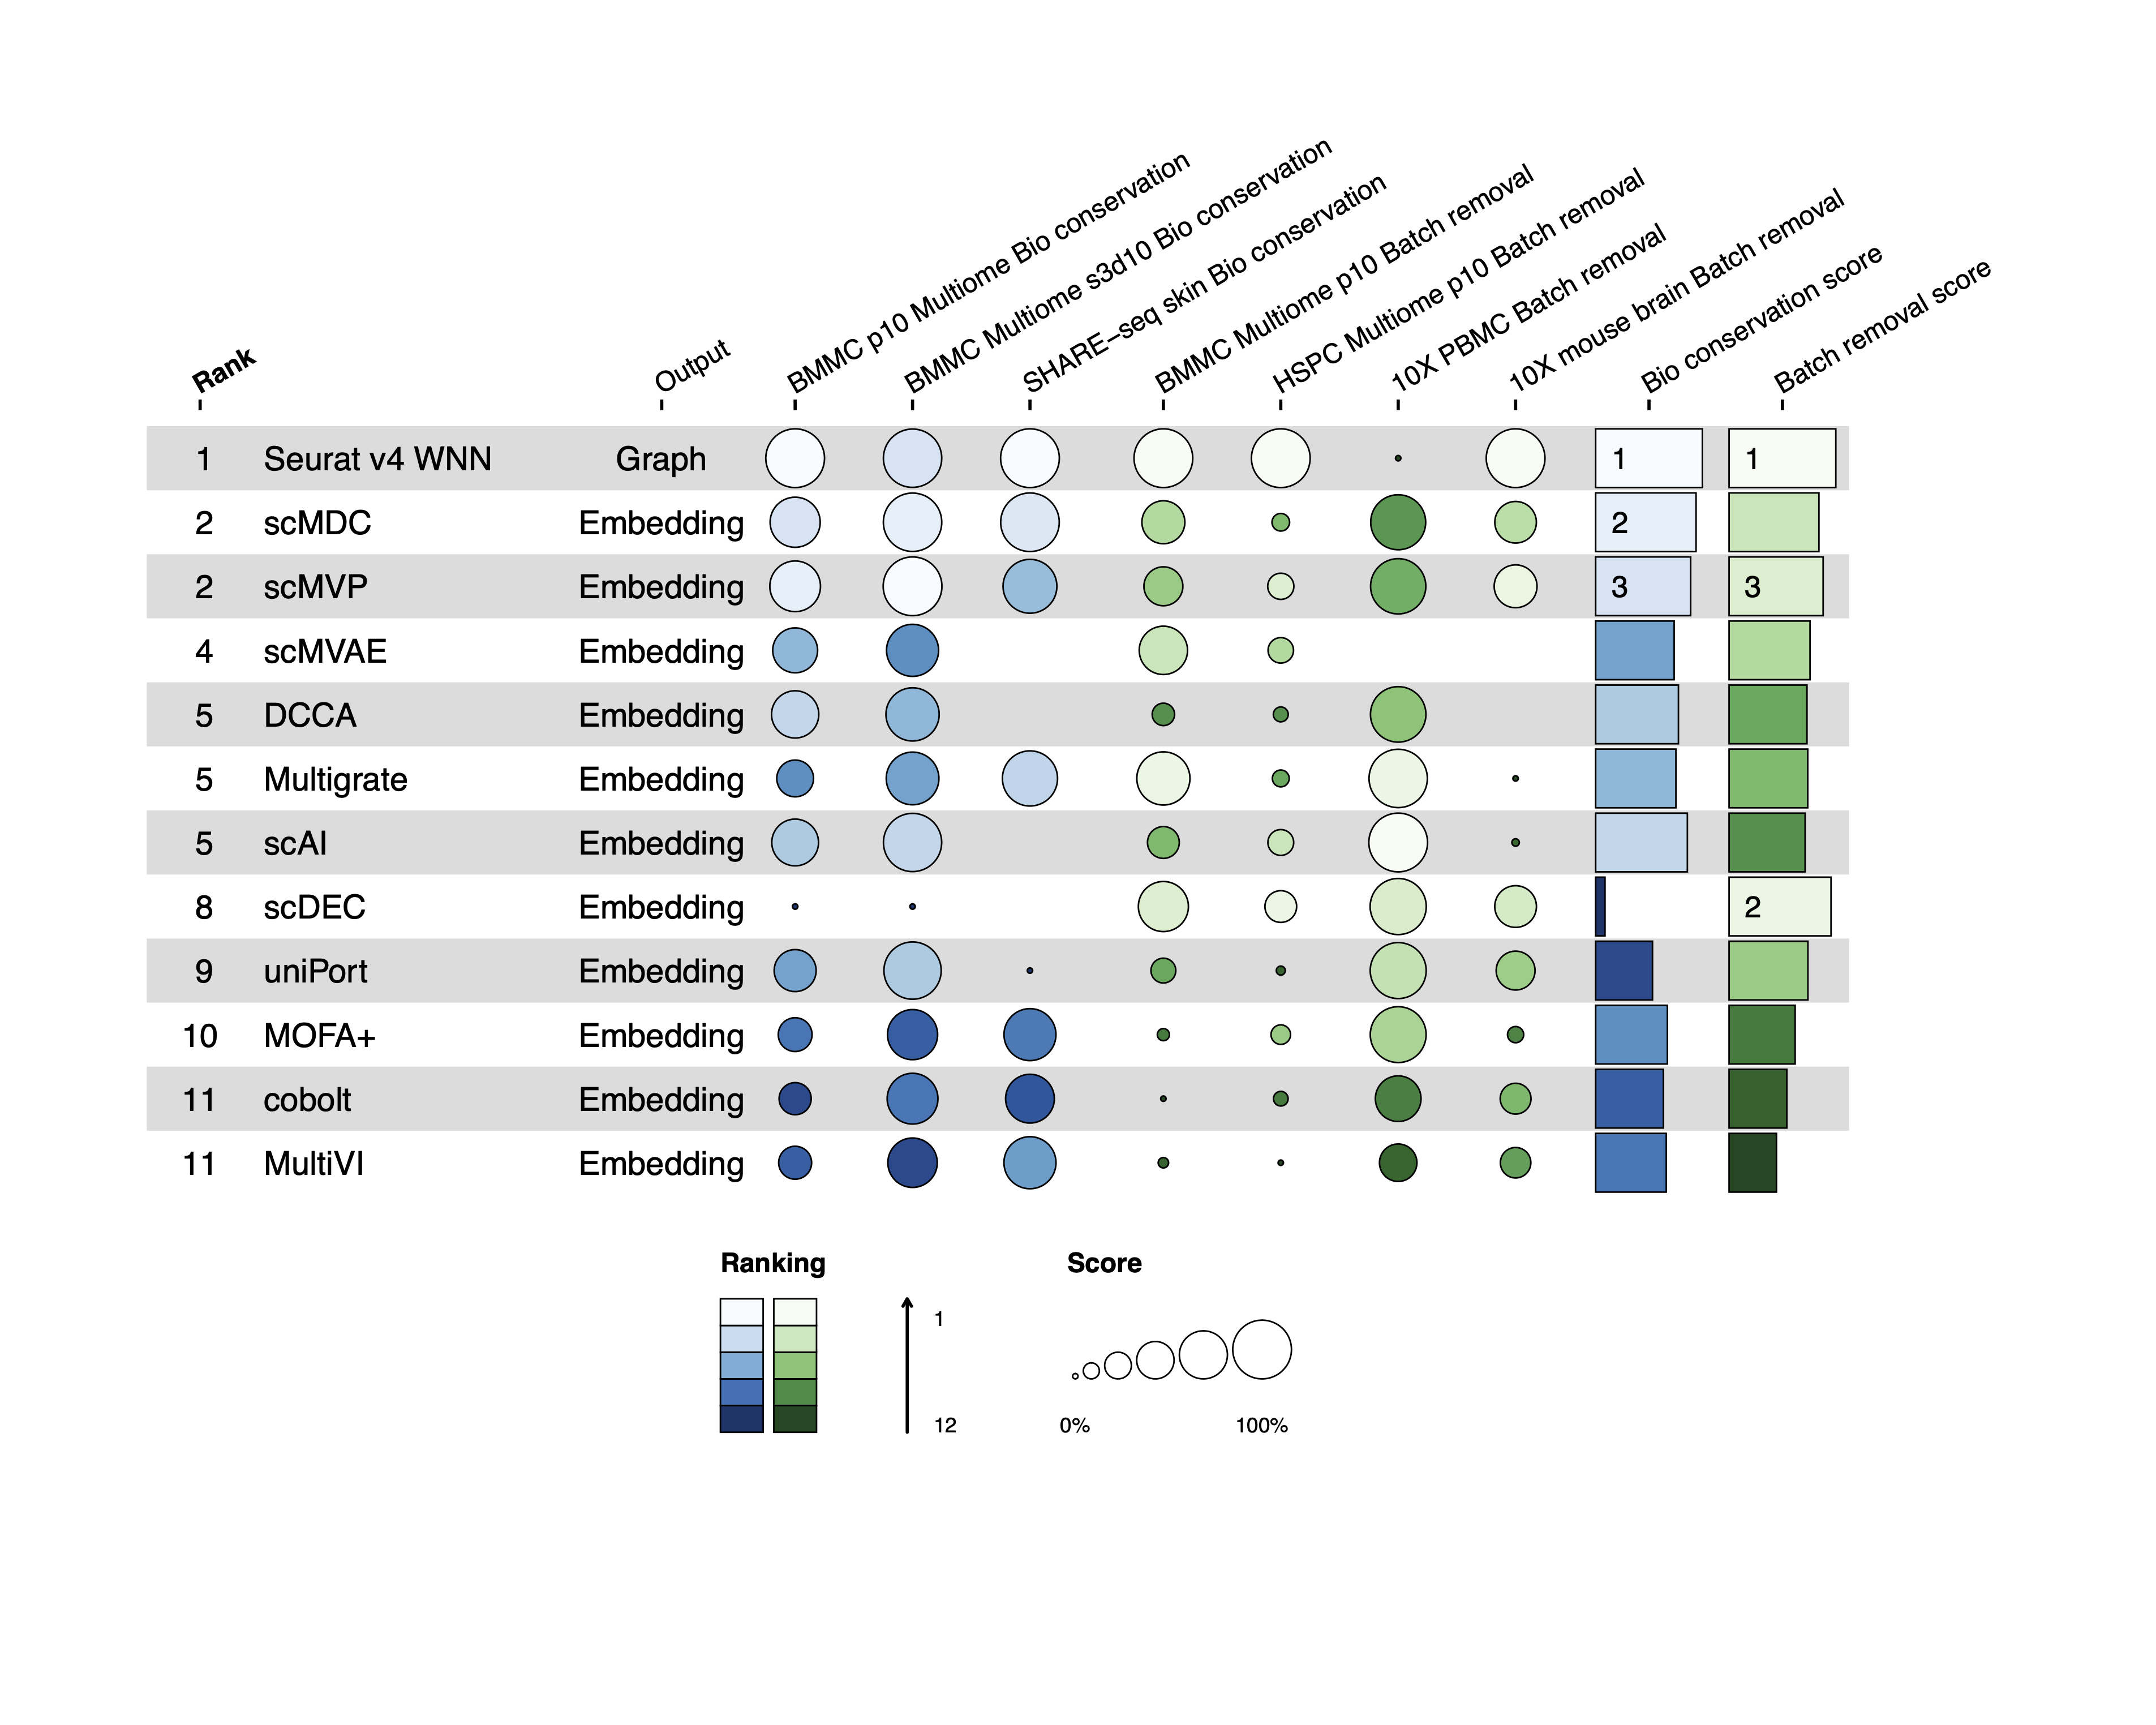 Rank
Output
BMMC p10 Multiome Bio conservation
BMMC Multiome s3d10 Bio conservation
SHARE−seq skin Bio conservation
BMMC Multiome p10 Batch removal
HSPC Multiome p10 Batch removal
10X PBMC Batch removal
10X mouse brain Batch removal
Bio conservation score
Batch removal score
1 Seurat v4 WNN Graph 1 1
2 scMDC Embedding 2
2 scMVP Embedding 3 3
4 scMVAE Embedding
5 DCCA Embedding
5 Multigrate Embedding
5 scAI Embedding
8 scDEC Embedding 2
9 uniPort Embedding
10 MOFA+ Embedding
11 cobolt Embedding
11 MultiVI Embedding
Ranking Score
1
12 0% 100%